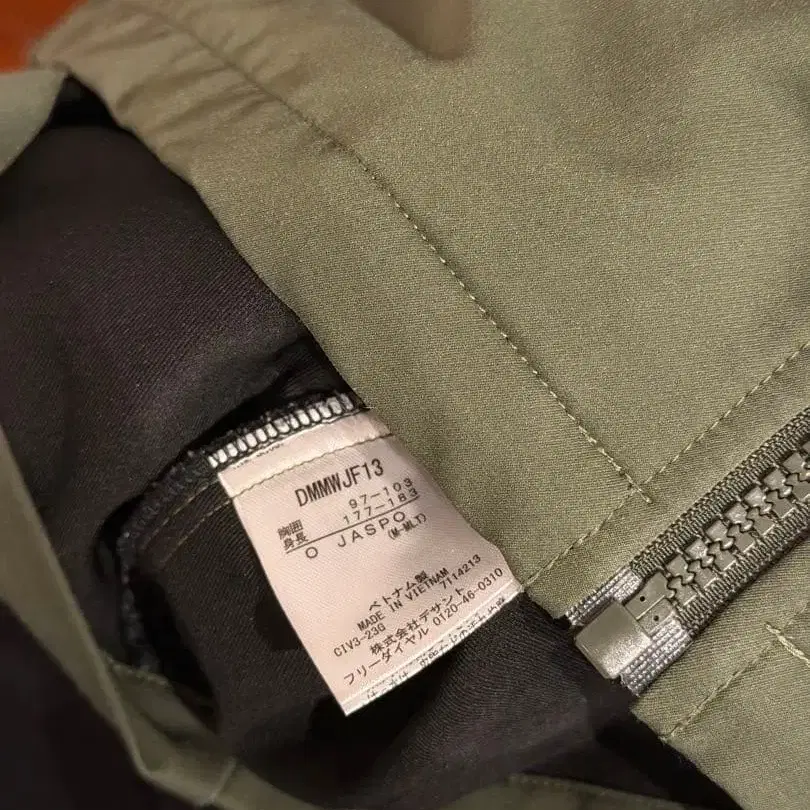 DMMWJF13
胸囲 97-103
身長 177-183
O JASPO
(M-MLT)
ベトナム製
MADE IN VIETNAM
CIV3-23G 7114213
株式会社デサント
フリーダイヤル 0120-46-0310